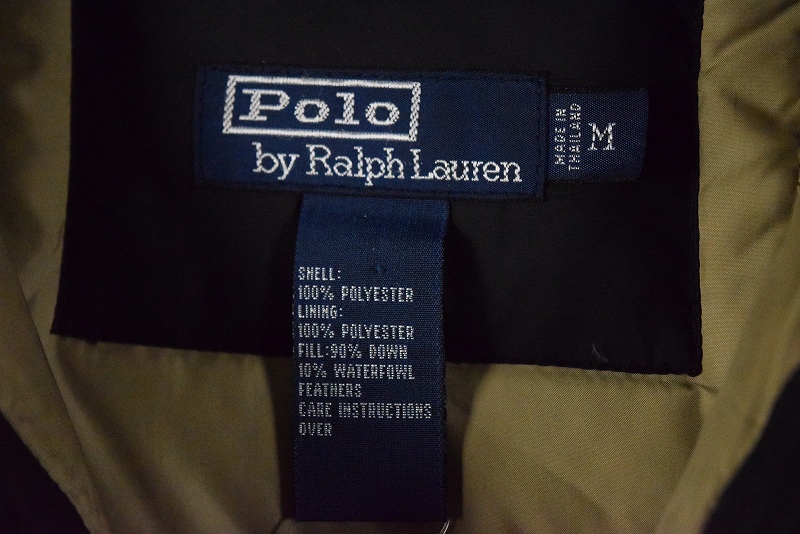 Polo
by Ralph Lauren
MADE IN
THAILAND
M
SHELL:
100% POLYESTER
LINING:
100% POLYESTER
FILL:90% DOWN
10% WATERFOWL
FEATHERS
CARE INSTRUCTIONS
OVER